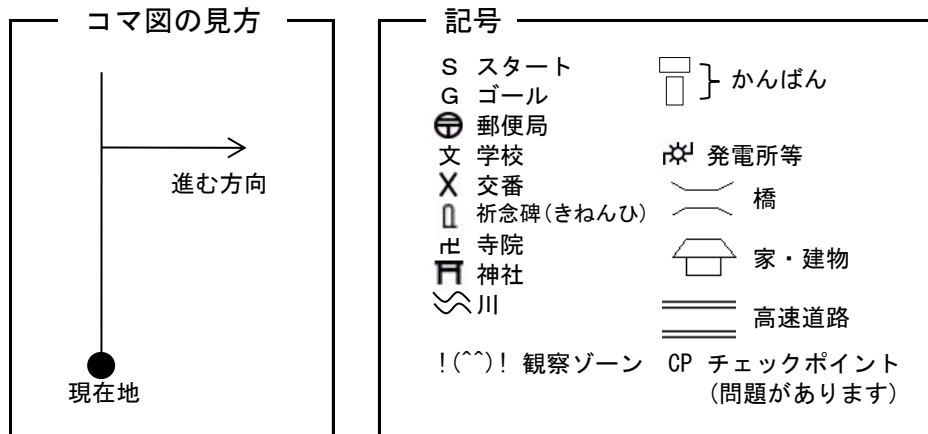 コマ図の見方
進む方向
現在地
記号
S スタート
G ゴール
〒 郵便局
文 学校
X 交番
祈念碑(きねんひ)
卍 寺院
神社
川
!(^^)! 観察ゾーン
かんばん
発電所等
橋
家・建物
高速道路
CP チェックポイント
(問題があります)